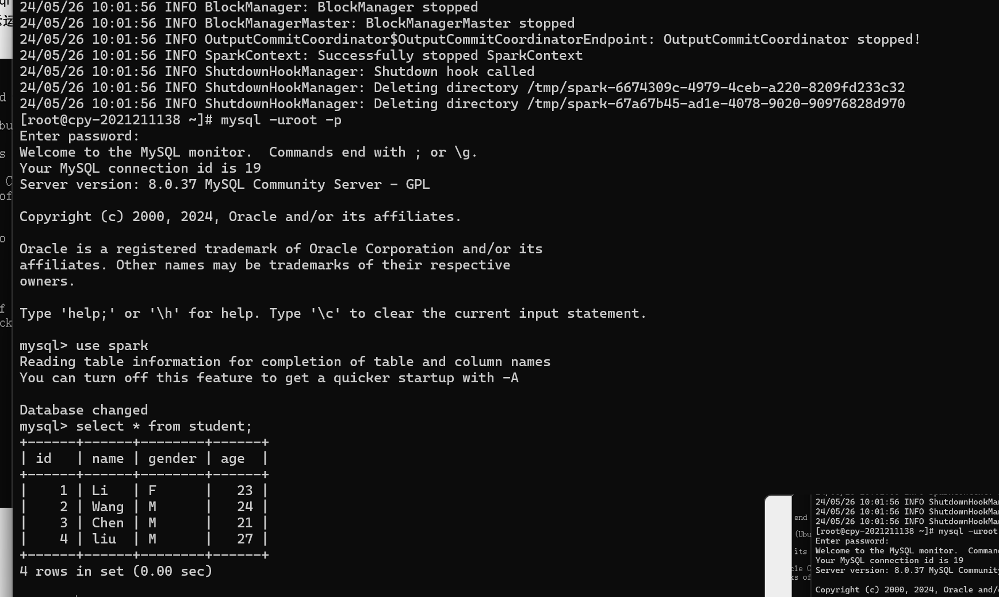 24/05/26 10:01:56 INFO BlockManager: BlockManager stopped
24/05/26 10:01:56 INFO BlockManagerMaster: BlockManagerMaster stopped
24/05/26 10:01:56 INFO OutputCommitCoordinator$OutputCommitCoordinatorEndpoint: OutputCommitCoordinator stopped!
24/05/26 10:01:56 INFO SparkContext: Successfully stopped SparkContext
24/05/26 10:01:56 INFO ShutdownHookManager: Shutdown hook called
24/05/26 10:01:56 INFO ShutdownHookManager: Deleting directory /tmp/spark-6674309c-4979-4ceb-a220-8209fd233c32
24/05/26 10:01:56 INFO ShutdownHookManager: Deleting directory /tmp/spark-67a67b45-ad1e-4078-9020-90976828d970
[root@cpy-2021211138 ~]# mysql -uroot -p
Enter password:
Welcome to the MySQL monitor.  Commands end with ; or \g.
Your MySQL connection id is 19
Server version: 8.0.37 MySQL Community Server - GPL
Copyright (c) 2000, 2024, Oracle and/or its affiliates.
Oracle is a registered trademark of Oracle Corporation and/or its
affiliates. Other names may be trademarks of their respective
owners.
Type 'help;' or '\h' for help. Type '\c' to clear the current input statement.
mysql> use spark
Reading table information for completion of table and column names
You can turn off this feature to get a quicker startup with -A
Database changed
mysql> select * from student;
+------+------+--------+------+
| id   | name | gender | age  |
+------+------+--------+------+
|    1 | Li   | F      |   23 |
|    2 | Wang | M      |   24 |
|    3 | Chen | M      |   21 |
|    4 | liu  | M      |   27 |
+------+------+--------+------+
4 rows in set (0.00 sec)
24/05/26 10:01:56 INFO ShutdownHookMa
24/05/26 10:01:56 INFO ShutdownHookMa
24/05/26 10:01:56 INFO ShutdownHookMa
[root@cpy-2021211138 ~]# mysql -uroot
Enter password:
Welcome to the MySQL monitor.  Comman
Your MySQL connection id is 19
Server version: 8.0.37 MySQL Community
Copyright (c) 2000, 2024, Oracle and/
end
(Ubu
its